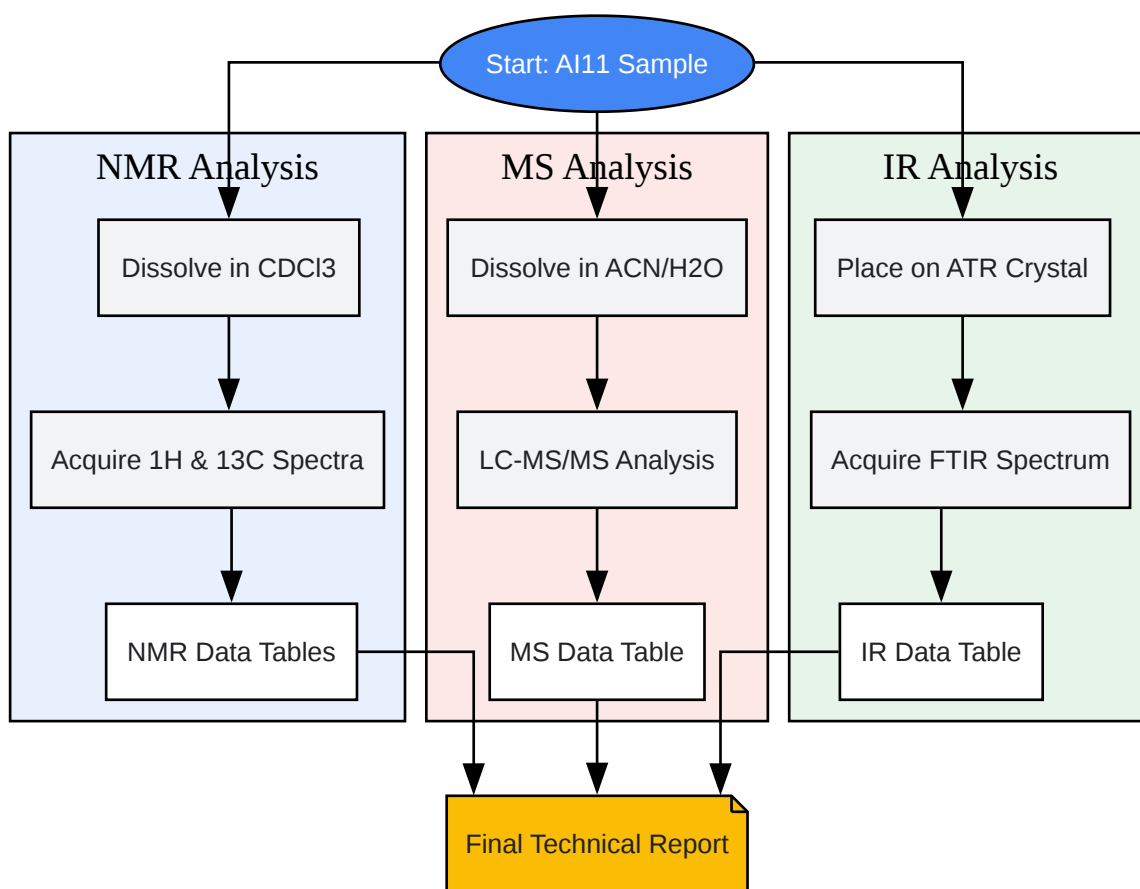 Start: AI11 Sample
NMR Analysis
MS Analysis
IR Analysis
Dissolve in CDCl3
Dissolve in ACN/H2O
Place on ATR Crystal
Acquire 1H & 13C Spectra
LC-MS/MS Analysis
Acquire FTIR Spectrum
NMR Data Tables
MS Data Table
IR Data Table
Final Technical Report